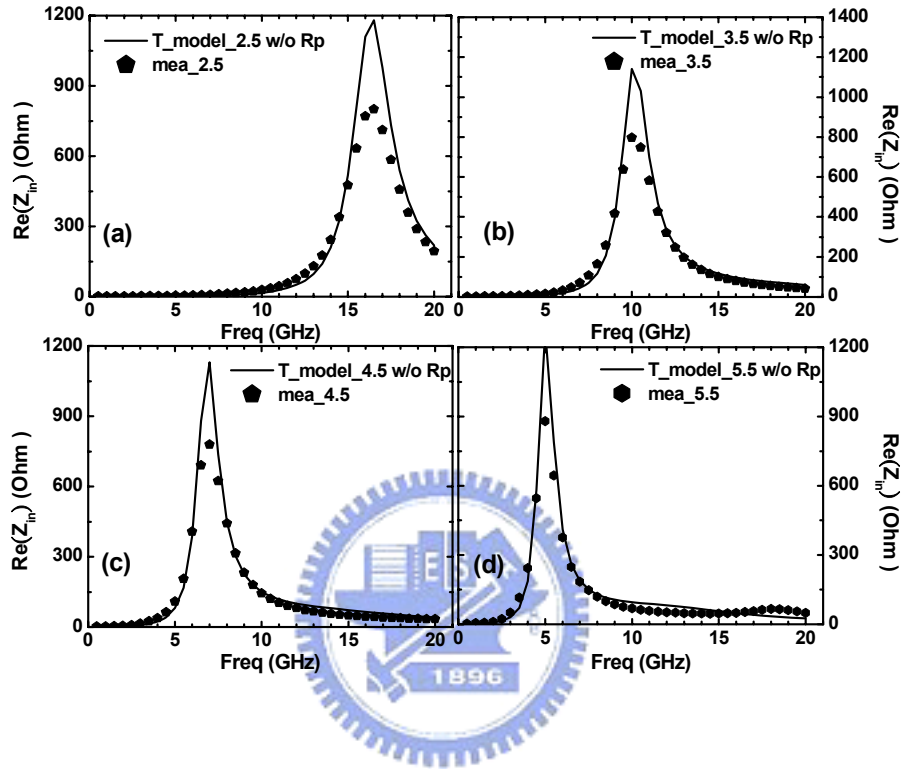 T_model_2.5 w/o Rp
mea_2.5
1200
900
600
300
0
Re(Z_in) (Ohm )
(a)
0 5 10 15 20
Freq (GHz)
T_model_3.5 w/o Rp
mea_3.5
1400
1200
1000
800
600
400
200
0
Re(Z_in) (Ohm)
(b)
0 5 10 15 20
Freq (GHz)
T_model_4.5 w/o Rp
mea_4.5
1200
900
600
300
0
Re(Z_in) (Ohm )
(c)
0 5 10 15 20
Freq (GHz)
T_model_5.5 w/o Rp
mea_5.5
1200
900
600
300
0
Re(Z_in) (Ohm)
(d)
0 5 10 15 20
Freq (GHz)
1896